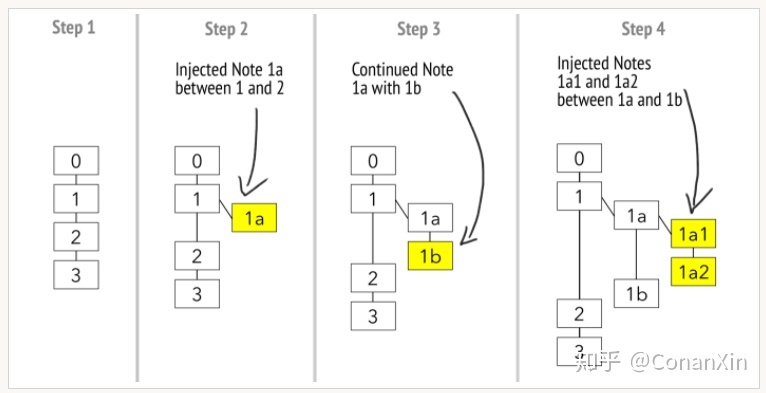 Step 1
0
1
2
3
Step 2
Injected Note 1a
between 1 and 2
0
1
1a
2
3
Step 3
Continued Note
1a with 1b
0
1
1a
1b
2
3
Step 4
Injected Notes
1a1 and 1a2
between 1a and 1b
0
1
1a
1a1
1a2
1b
2
3
知乎 @ConanXin